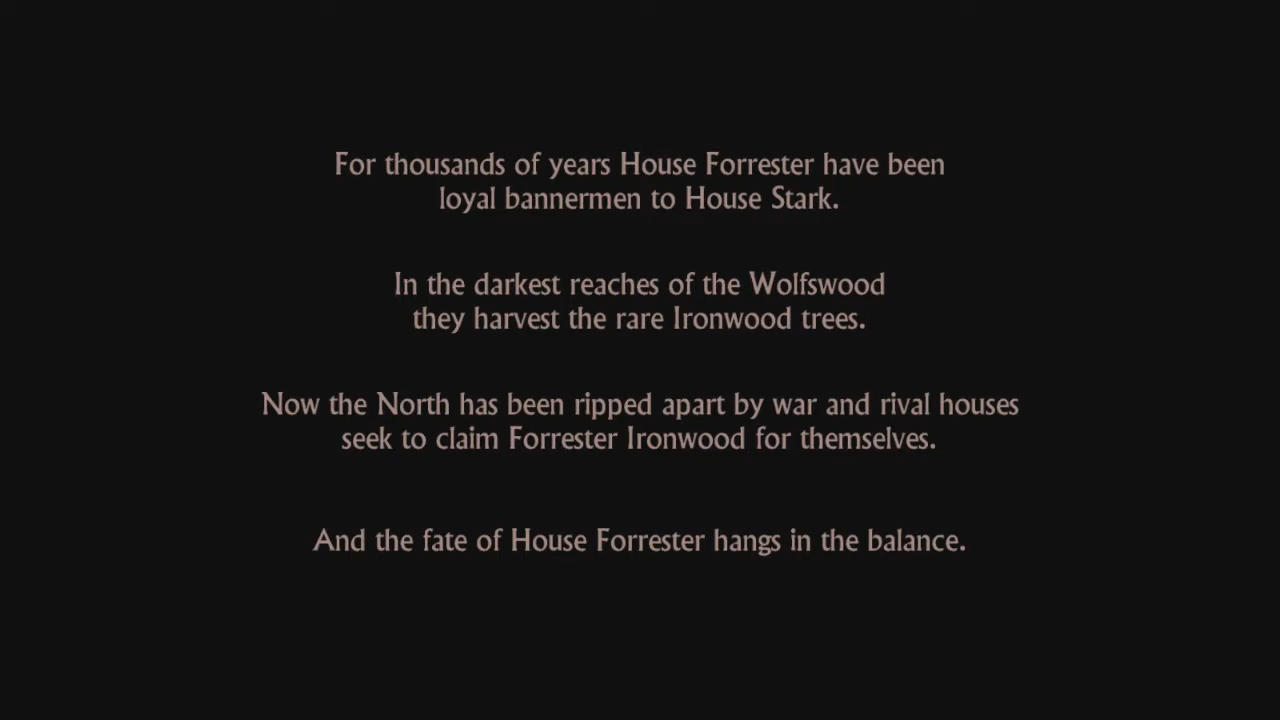 For thousands of years House Forrester have been
loyal bannermen to House Stark.
In the darkest reaches of the Wolfswood
they harvest the rare Ironwood trees.
Now the North has been ripped apart by war and rival houses
seek to claim Forrester Ironwood for themselves.
And the fate of House Forrester hangs in the balance.